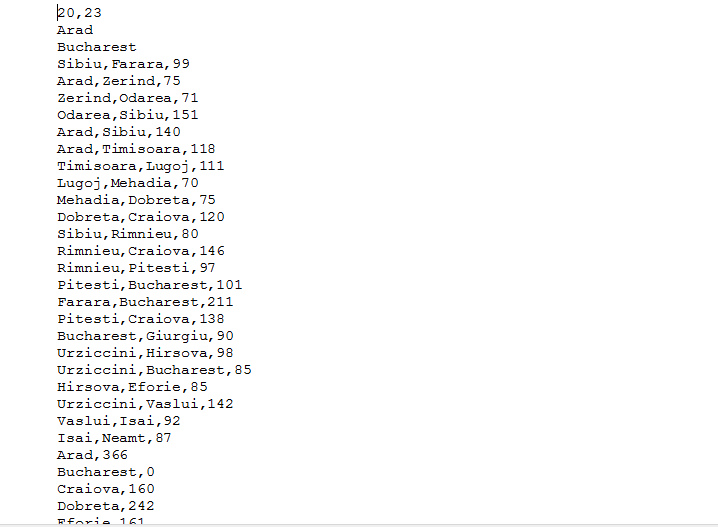 20,23
Arad
Bucharest
Sibiu,Farara,99
Arad,Zerind,75
Zerind,Odarea,71
Odarea,Sibiu,151
Arad,Sibiu,140
Arad,Timisoara,118
Timisoara,Lugoj,111
Lugoj,Mehadia,70
Mehadia,Dobreta,75
Dobreta,Craiova,120
Sibiu,Rimnieu,80
Rimnieu,Craiova,146
Rimnieu,Pitesti,97
Pitesti,Bucharest,101
Farara,Bucharest,211
Pitesti,Craiova,138
Bucharest,Giurgiu,90
Urziccini,Hirsova,98
Urziccini,Bucharest,85
Hirsova,Eforie,85
Urziccini,Vaslui,142
Vaslui,Isai,92
Isai,Neamt,87
Arad,366
Bucharest,0
Craiova,160
Dobreta,242
Eforie,161